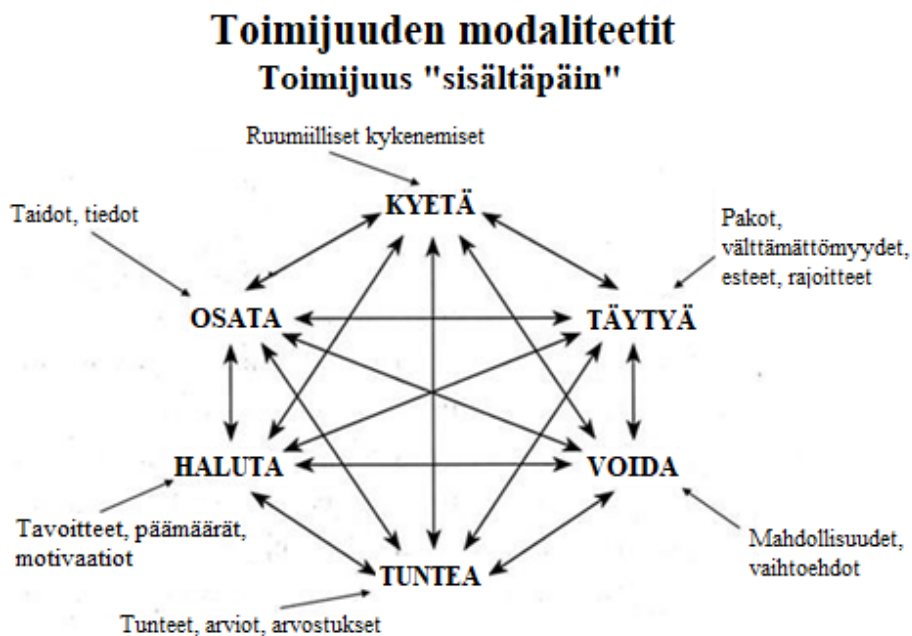 Toimijuuden modaliteetit
Toimijuus "sisältäpäin"
Ruumiilliset kykenemiset
KYETÄ
Taidot, tiedot
Pakot,
välttämättömyydet,
esteet, rajoitteet
OSATA
TÄYTYÄ
HALUTA
VOIDA
Tavoitteet, päämäärät,
motivaatiot
Mahdollisuudet,
vaihtoehdot
TUNTEA
Tunteet, arviot, arvostukset